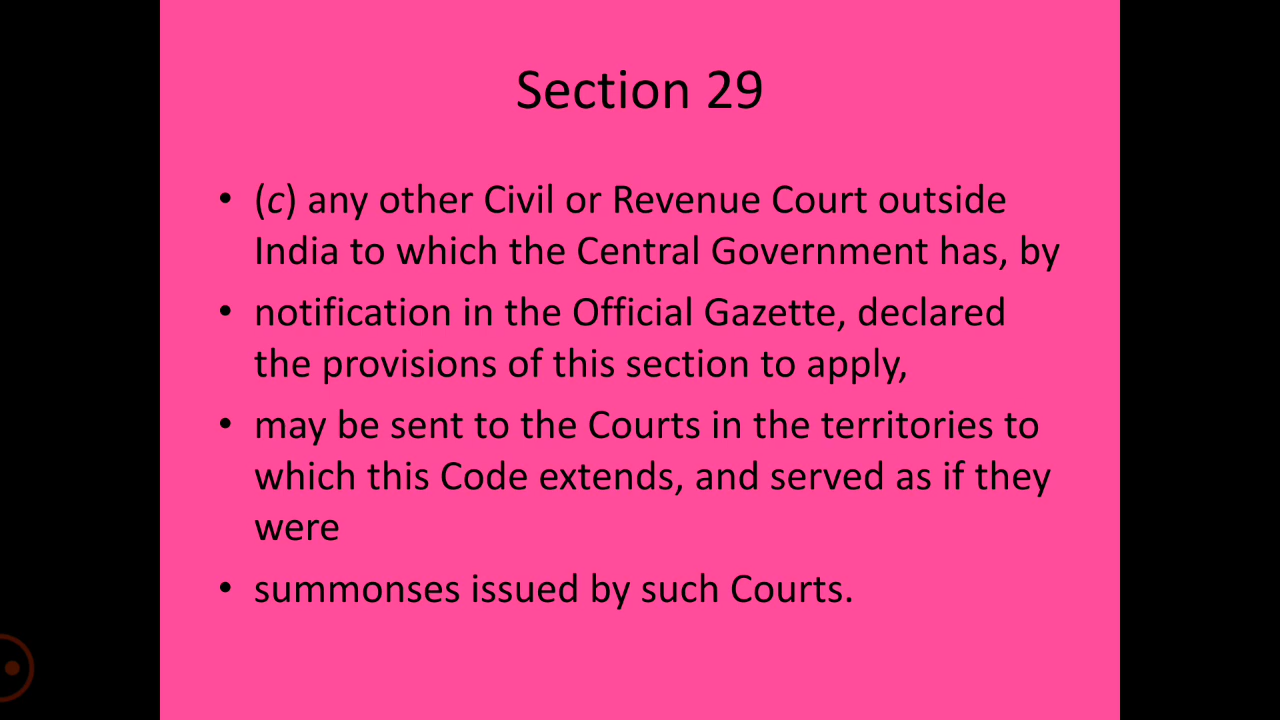 Section 29
• (c) any other Civil or Revenue Court outside
India to which the Central Government has, by
• notification in the Official Gazette, declared
the provisions of this section to apply,
• may be sent to the Courts in the territories to
which this Code extends, and served as if they
were
• summonses issued by such Courts.